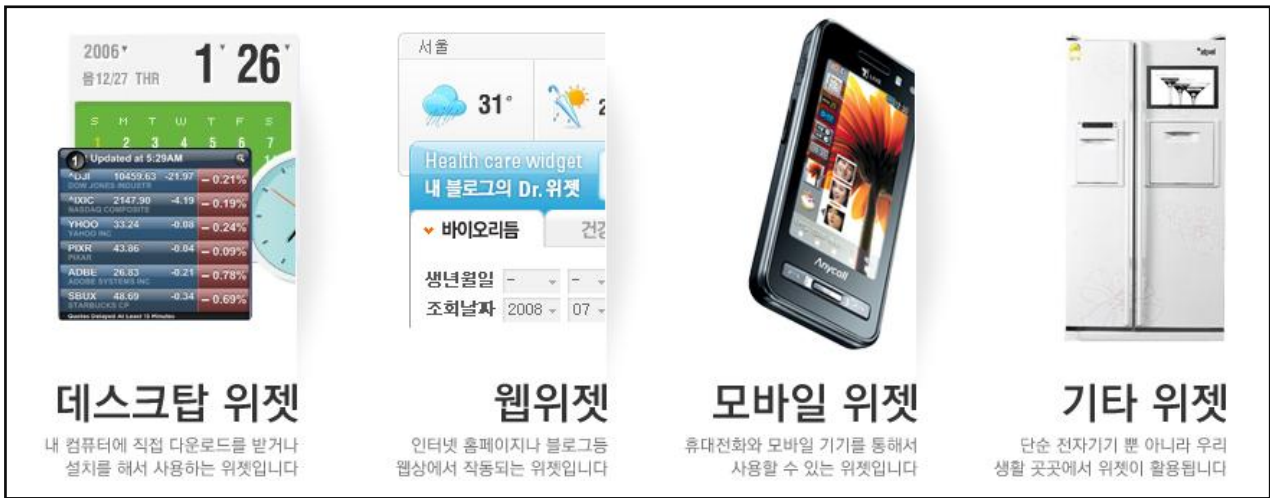 2006
음12/27 THR
1 26
S M T W T F S
1 2 3 4 5 6 7
Updated at 5:29AM
^DJI 10459.63 -21.97 – 0.21%
DOW JONES INDUSTR
^IXIC 2147.90 -4.19 – 0.19%
NASDAQ COMPOSITE
YHOO 33.24 -0.08 – 0.24%
YAHOO INC
PIXR 43.86 -0.04 – 0.09%
PIXAR
ADBE 26.83 -0.21 – 0.78%
ADOBE SYSTEMS INC
SBUX 48.69 -0.34 – 0.69%
STARBUCKS CP
Quotes Delayed At Least 15 Minutes
데스크탑 위젯
내 컴퓨터에 직접 다운로드를 받거나
설치를 해서 사용하는 위젯입니다
서울
31°
Health care widget
내 블로그의 Dr. 위젯
바이오리듬
생년월일 - -
조회날짜 2008 07
웹위젯
인터넷 홈페이지나 블로그등
웹상에서 작동되는 위젯입니다
Anycall
모바일 위젯
휴대전화와 모바일 기기를 통해서
사용할 수 있는 위젯입니다
기타 위젯
단순 전자기기 뿐 아니라 우리
생활 곳곳에서 위젯이 활용됩니다